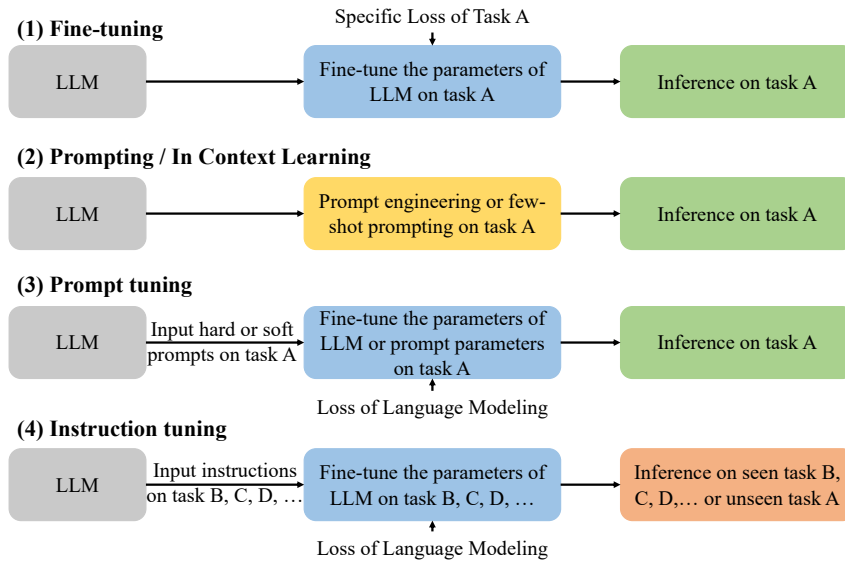 Specific Loss of Task A
(1) Fine-tuning
LLM
Fine-tune the parameters of
LLM on task A
Inference on task A
(2) Prompting / In Context Learning
LLM
Prompt engineering or few-
shot prompting on task A
Inference on task A
(3) Prompt tuning
LLM
Input hard or soft
prompts on task A
Fine-tune the parameters of
LLM or prompt parameters
on task A
Inference on task A
Loss of Language Modeling
(4) Instruction tuning
LLM
Input instructions
on task B, C, D, …
Fine-tune the parameters of
LLM on task B, C, D, …
Inference on seen task B,
C, D,… or unseen task A
Loss of Language Modeling